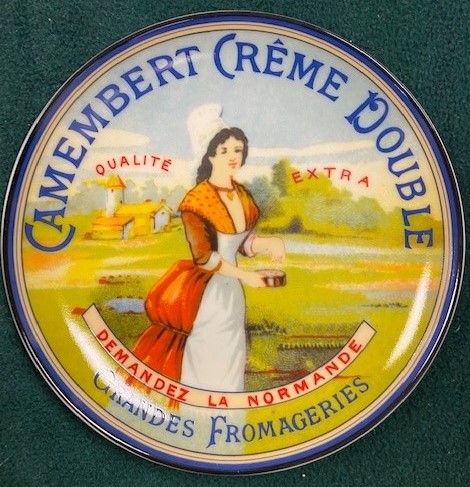 CAMEMBERT CRÊME DOUBLE
QUALITÉ EXTRA
DEMANDEZ LA NORMANDE
GRANDES FROMAGERIES